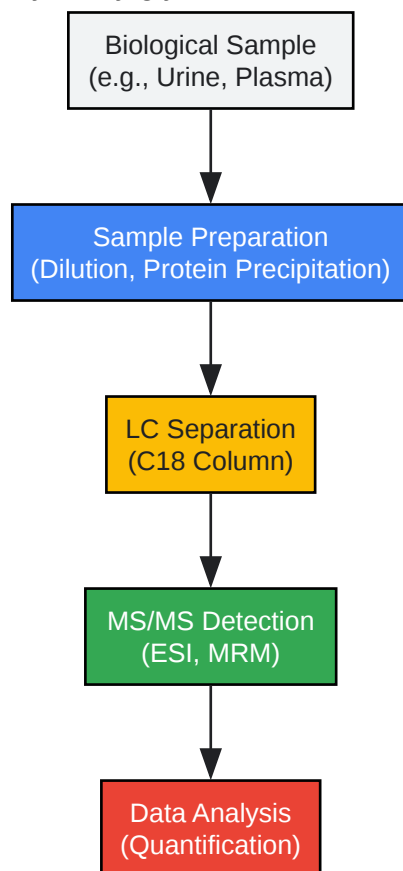 Biological Sample
(e.g., Urine, Plasma)
Sample Preparation
(Dilution, Protein Precipitation)
LC Separation
(C18 Column)
MS/MS Detection
(ESI, MRM)
Data Analysis
(Quantification)